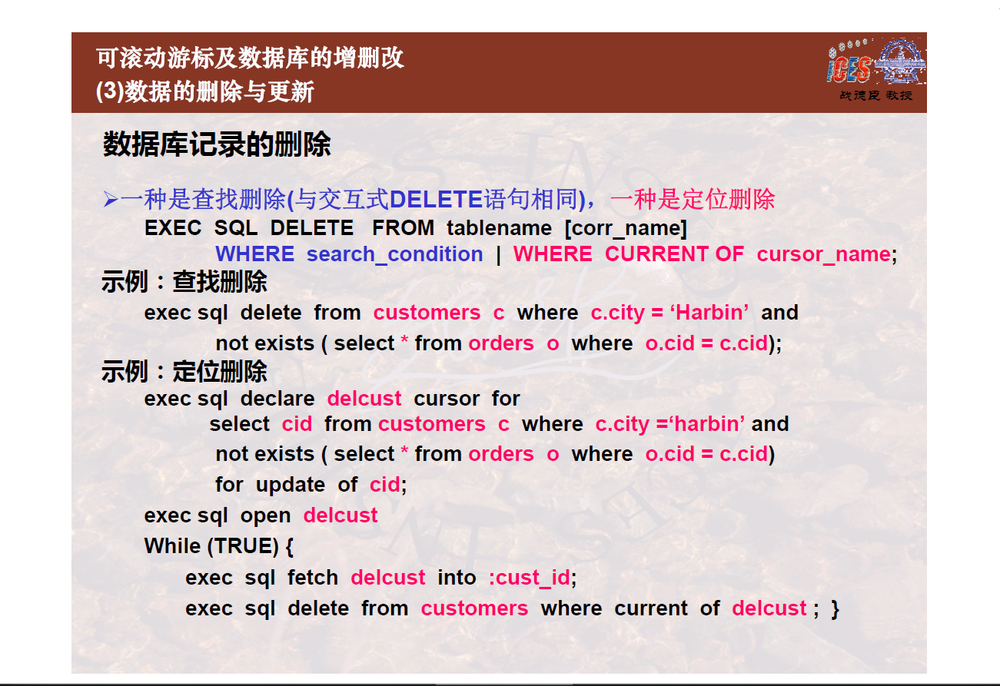 可滚动游标及数据库的增删改
(3)数据的删除与更新
iCES
战德臣 教授
数据库记录的删除
➢一种是查找删除(与交互式DELETE语句相同)，一种是定位删除
EXEC SQL DELETE FROM tablename [corr_name]
WHERE search_condition | WHERE CURRENT OF cursor_name;
示例：查找删除
exec sql delete from customers c where c.city = ‘Harbin’ and
not exists ( select * from orders o where o.cid = c.cid);
示例：定位删除
exec sql declare delcust cursor for
select cid from customers c where c.city =‘harbin’ and
not exists ( select * from orders o where o.cid = c.cid)
for update of cid;
exec sql open delcust
While (TRUE) {
exec sql fetch delcust into :cust_id;
exec sql delete from customers where current of delcust ; }